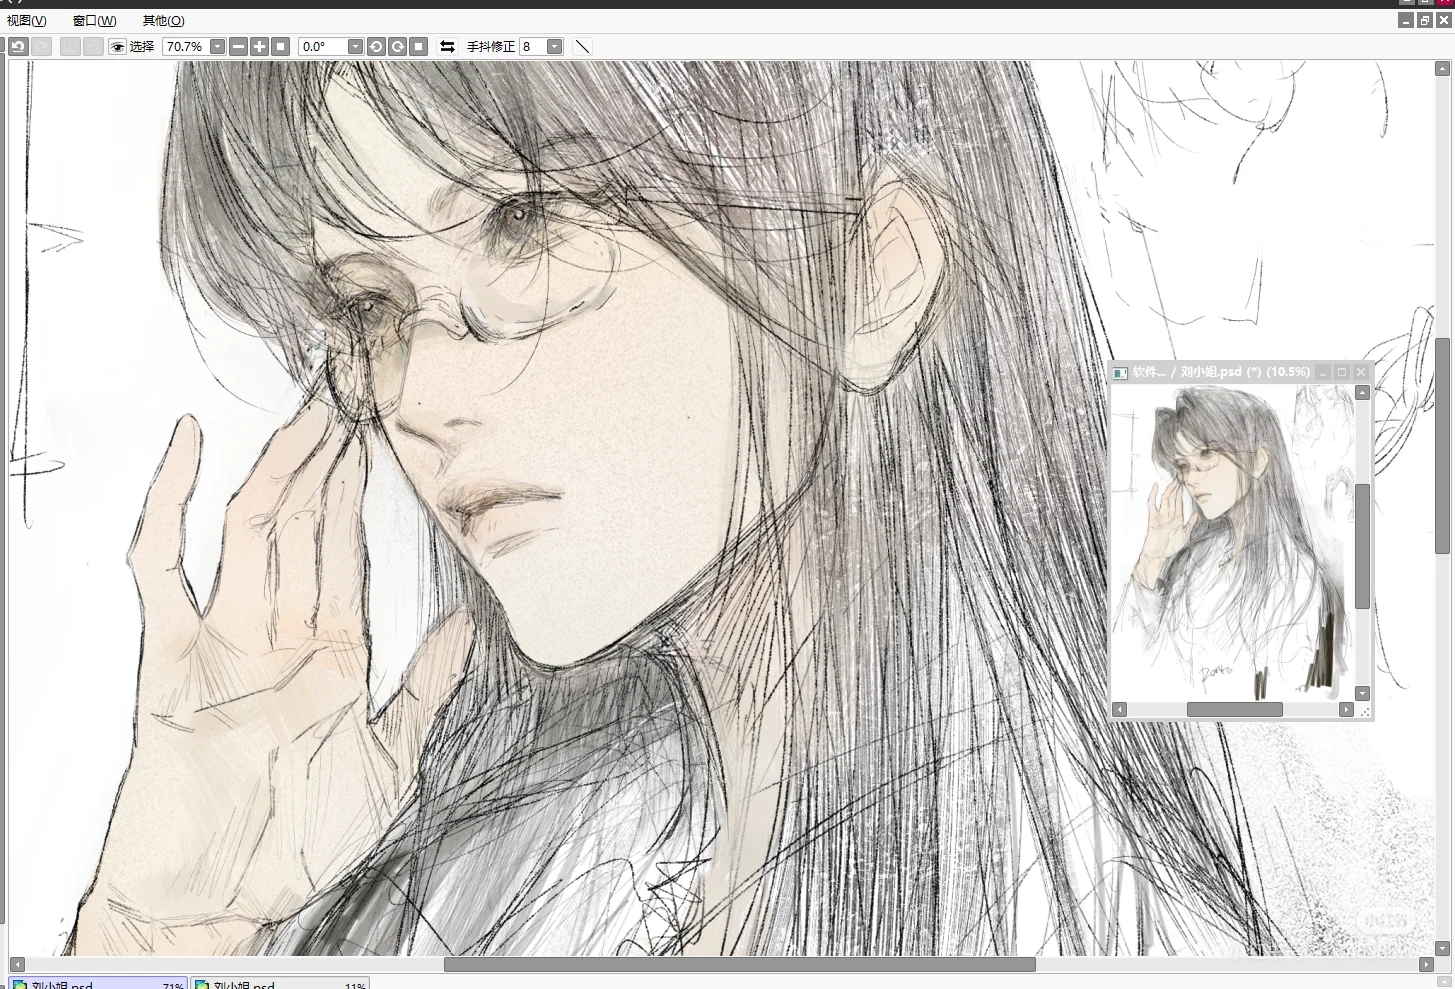 视图(V) 窗口(W) 其他(O)
选择 70.7% 0.0° 手抖修正 8
软件... / 刘小姐.psd (*) (10.5%)
刘小姐.psd 71% 刘小姐.psd 11%